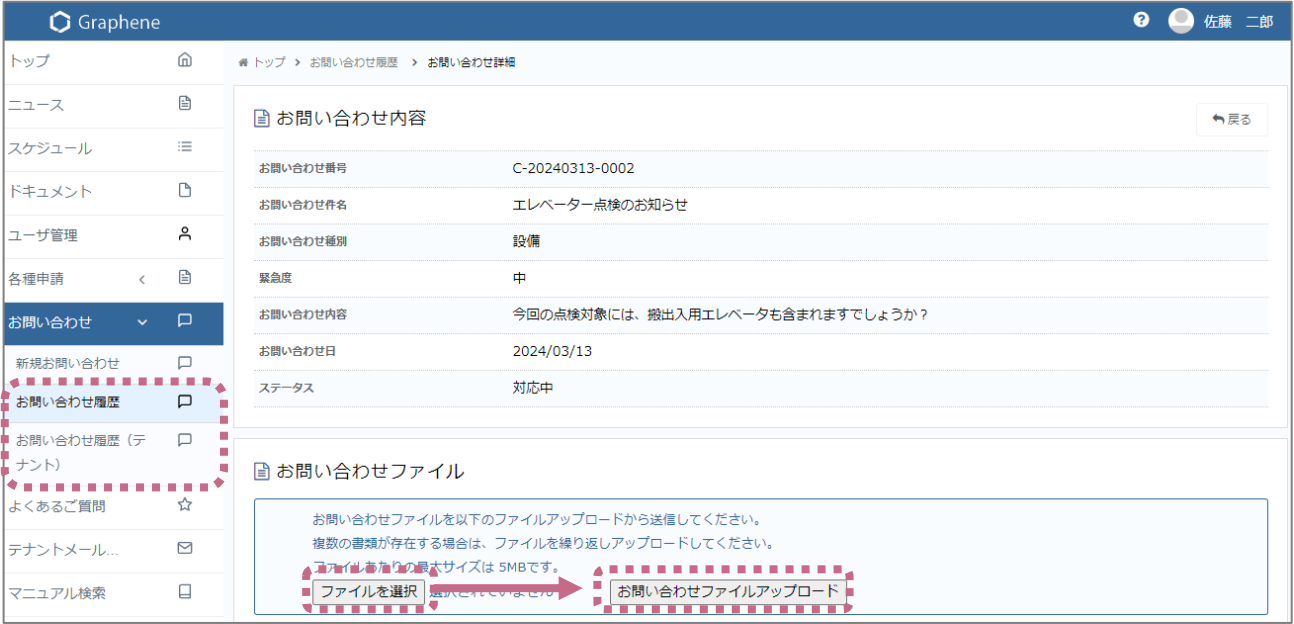 Graphene
佐藤 二郎
トップ
ニュース
スケジュール
ドキュメント
ユーザ管理
各種申請
お問い合わせ
新規お問い合わせ
お問い合わせ履歴
お問い合わせ履歴（テ
ナント）
よくあるご質問
テナントメール...
マニュアル検索
トップ > お問い合わせ履歴 > お問い合わせ詳細
お問い合わせ内容
戻る
お問い合わせ番号 C-20240313-0002
お問い合わせ件名 エレベーター点検のお知らせ
お問い合わせ種別 設備
緊急度 中
お問い合わせ内容 今回の点検対象には、搬出入用エレベータも含まれますでしょうか？
お問い合わせ日 2024/03/13
ステータス 対応中
お問い合わせファイル
お問い合わせファイルを以下のファイルアップロードから送信してください。
複数の書類が存在する場合は、ファイルを繰り返しアップロードしてください。
ファイルあたりの最大サイズは 5MBです。
ファイルを選択 選択されていません お問い合わせファイルアップロード